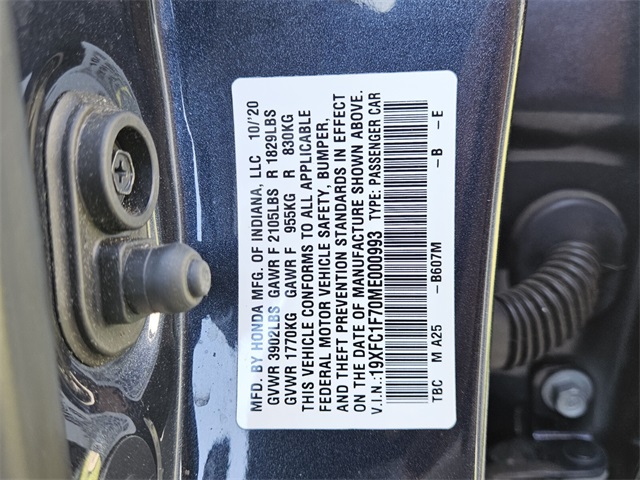 MFD. BY HONDA MFG. OF INDIANA, LLC 10/'20
GVWR 3902LBS GAWR F 2105LBS R 1829LBS
GVWR 1770KG GAWR F 955KG R 830KG
THIS VEHICLE CONFORMS TO ALL APPLICABLE
FEDERAL MOTOR VEHICLE SAFETY, BUMPER,
AND THEFT PREVENTION STANDARDS IN EFFECT
ON THE DATE OF MANUFACTURE SHOWN ABOVE.
V.I.N.:19XFC1F70ME000993 TYPE: PASSENGER CAR
TBC M A25 -B607M -B -E